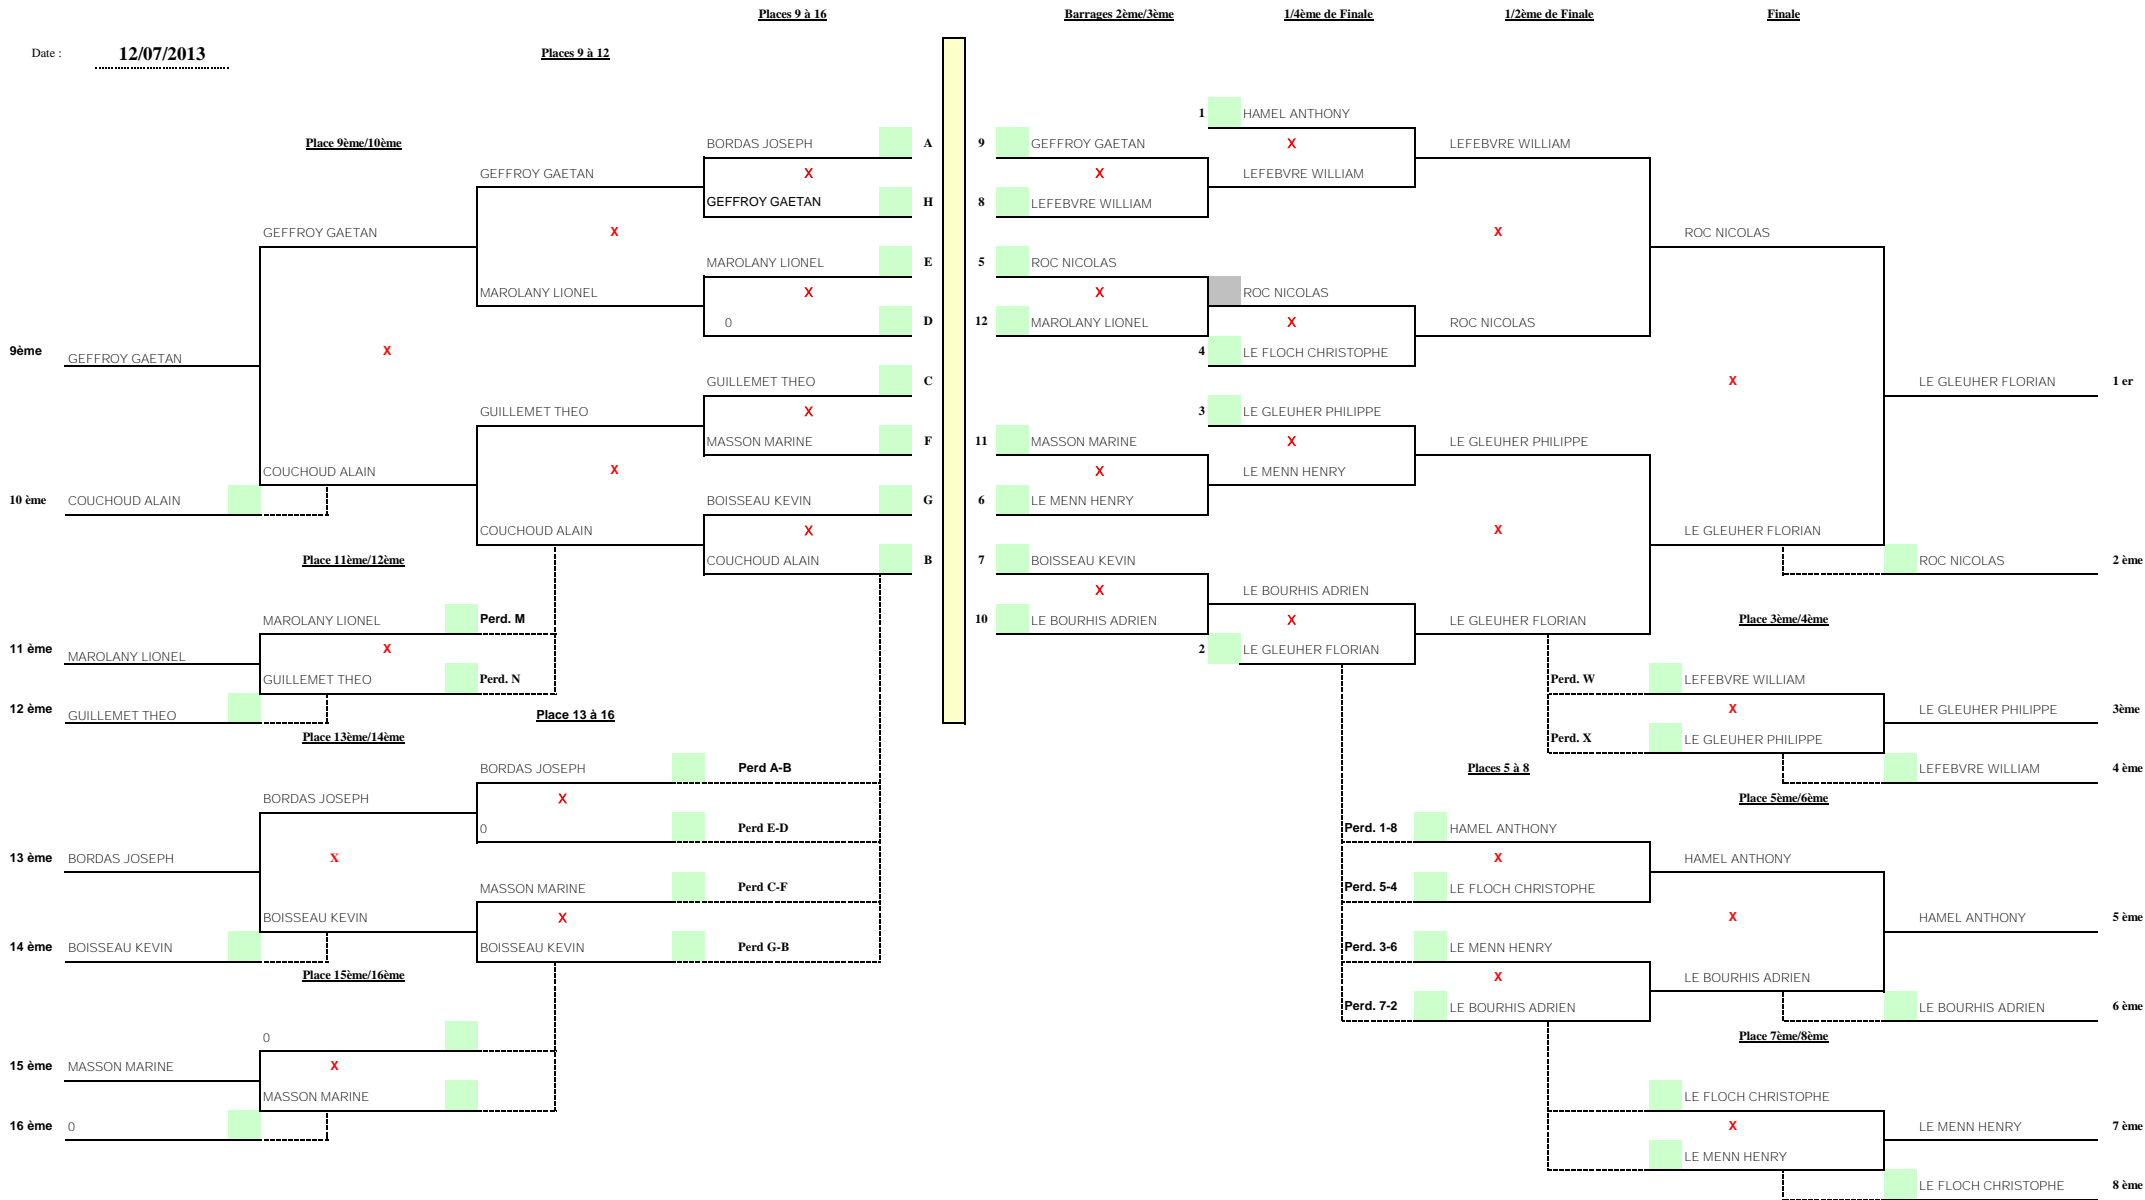 Places 9 à 16
Barrages 2ème/3ème
1/4ème de Finale
1/2ème de Finale
Finale
Date :
12/07/2013
Places 9 à 12
Place 9ème/10ème
BORDAS JOSEPH
A
GEFFROY GAETAN
X
GEFFROY GAETAN
H
GEFFROY GAETAN
X
MAROLANY LIONEL
E
MAROLANY LIONEL
X
0
D
9ème
GEFFROY GAETAN
X
GUILLEMET THEO
C
GUILLEMET THEO
X
MASSON MARINE
F
COUCHOUD ALAIN
X
10 ème
COUCHOUD ALAIN
BOISSEAU KEVIN
G
COUCHOUD ALAIN
X
COUCHOUD ALAIN
B
Place 11ème/12ème
MAROLANY LIONEL
Perd. M
11 ème
MAROLANY LIONEL
X
GUILLEMET THEO
Perd. N
12 ème
GUILLEMET THEO
Place 13 à 16
Place 13ème/14ème
BORDAS JOSEPH
Perd A-B
BORDAS JOSEPH
X
0
Perd E-D
13 ème
BORDAS JOSEPH
X
MASSON MARINE
Perd C-F
BOISSEAU KEVIN
X
14 ème
BOISSEAU KEVIN
BOISSEAU KEVIN
Perd G-B
Place 15ème/16ème
0
15 ème
MASSON MARINE
X
MASSON MARINE
16 ème
0
1
HAMEL ANTHONY
9
GEFFROY GAETAN
X
LEFEBVRE WILLIAM
X
LEFEBVRE WILLIAM
8
LEFEBVRE WILLIAM
X
ROC NICOLAS
5
ROC NICOLAS
X
ROC NICOLAS
12
MAROLANY LIONEL
X
ROC NICOLAS
4
LE FLOCH CHRISTOPHE
X
LE GLEUHER FLORIAN
1 er
3
LE GLEUHER PHILIPPE
11
MASSON MARINE
X
LE GLEUHER PHILIPPE
X
LE MENN HENRY
6
LE MENN HENRY
X
LE GLEUHER FLORIAN
7
BOISSEAU KEVIN
ROC NICOLAS
2 ème
X
LE BOURHIS ADRIEN
10
LE BOURHIS ADRIEN
X
LE GLEUHER FLORIAN
Place 3ème/4ème
2
LE GLEUHER FLORIAN
Perd. W
LEFEBVRE WILLIAM
X
LE GLEUHER PHILIPPE
3ème
Perd. X
LE GLEUHER PHILIPPE
Places 5 à 8
LEFEBVRE WILLIAM
4 ème
Place 5ème/6ème
Perd. 1-8
HAMEL ANTHONY
X
HAMEL ANTHONY
Perd. 5-4
LE FLOCH CHRISTOPHE
X
HAMEL ANTHONY
5 ème
Perd. 3-6
LE MENN HENRY
X
LE BOURHIS ADRIEN
Perd. 7-2
LE BOURHIS ADRIEN
LE BOURHIS ADRIEN
6 ème
Place 7ème/8ème
LE FLOCH CHRISTOPHE
X
LE MENN HENRY
7 ème
LE MENN HENRY
LE FLOCH CHRISTOPHE
8 ème